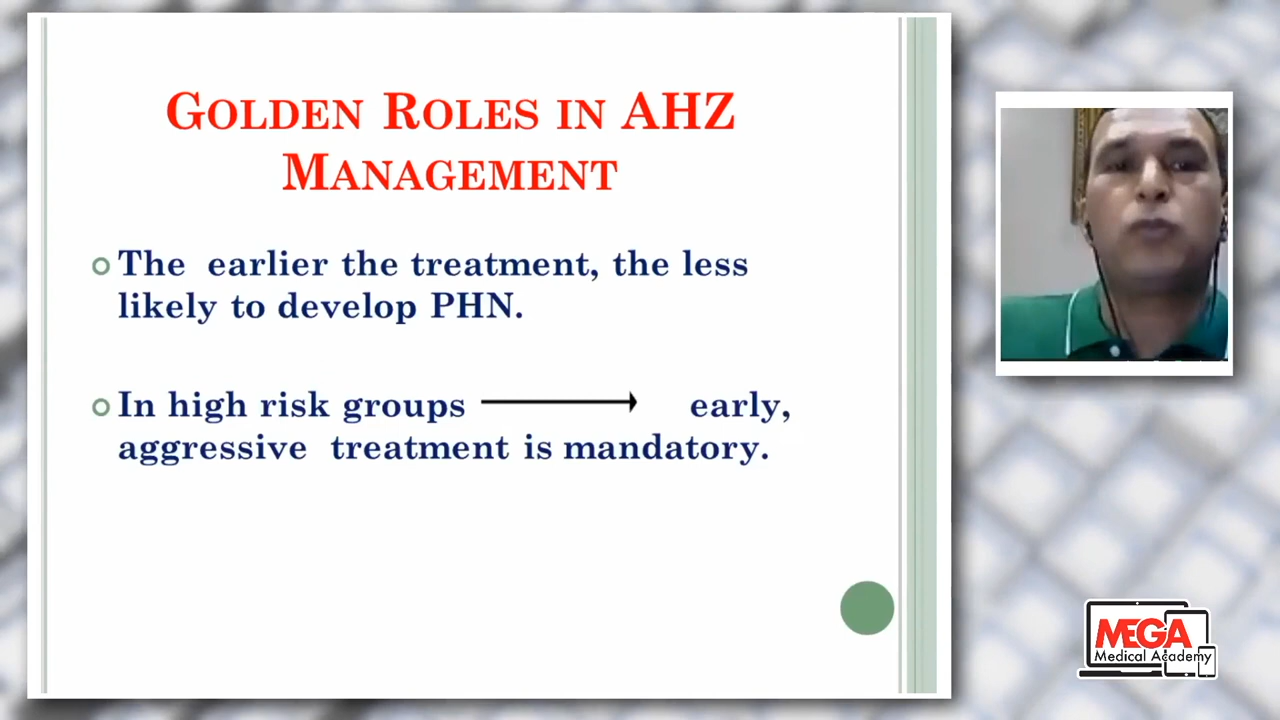 GOLDEN ROLES IN AHZ
MANAGEMENT
The earlier the treatment, the less
likely to develop PHN.
In high risk groups early,
aggressive treatment is mandatory.
MEGA
Medical Academy